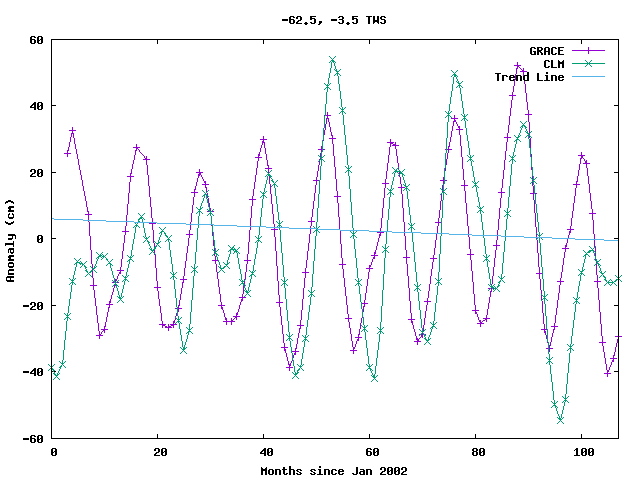 -62.5, -3.5 TWS
GRACE
CLM
Trend Line
60
40
20
0
-20
-40
-60
Anomaly (cm)
0 20 40 60 80 100
Months since Jan 2002